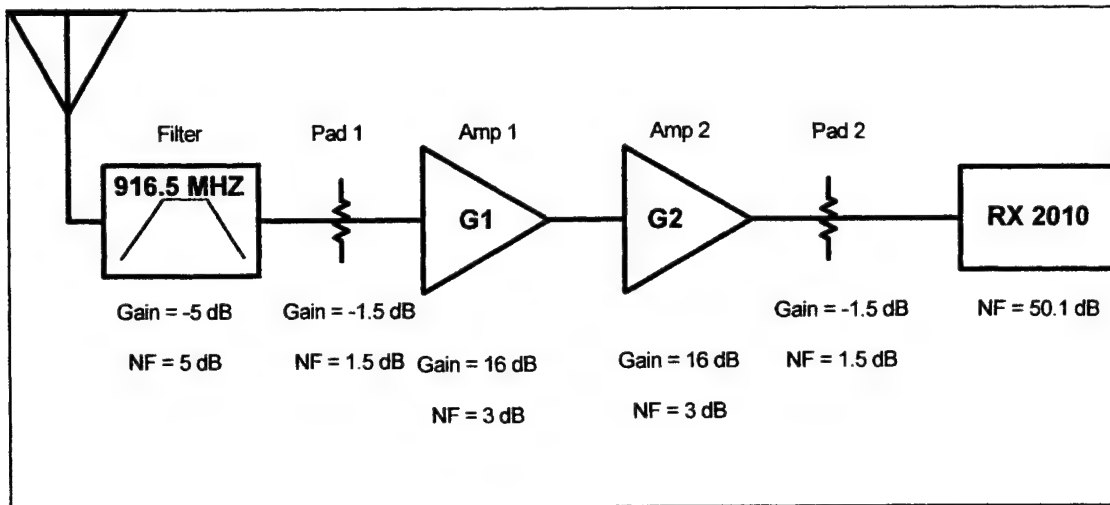 Filter
Pad 1
Amp 1
Amp 2
Pad 2
916.5 MHZ
G1
G2
RX 2010
Gain = -5 dB
Gain = -1.5 dB
Gain = -1.5 dB
NF = 50.1 dB
NF = 5 dB
NF = 1.5 dB
Gain = 16 dB
Gain = 16 dB
NF = 1.5 dB
NF = 3 dB
NF = 3 dB